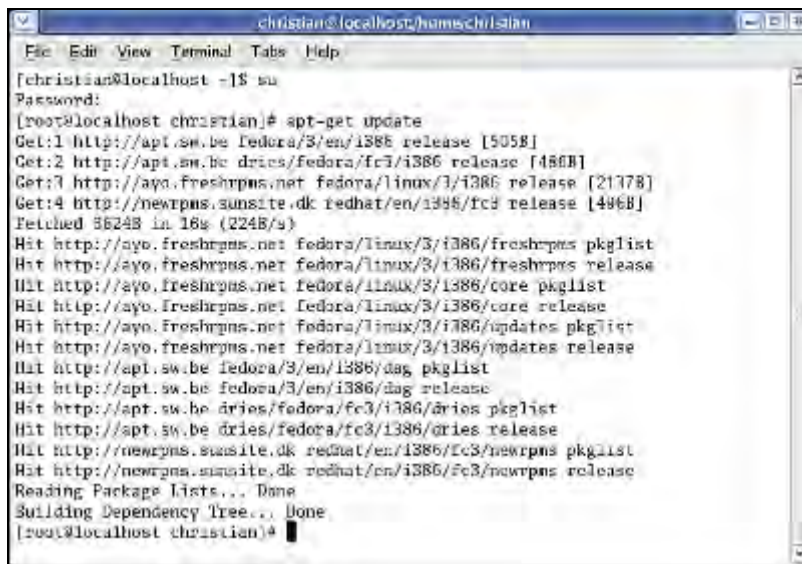 christian@localhost:/home/christian
File Edit View Terminal Tabs Help
[christian@localhost ~]$ su
Password:
[root@localhost christian]# apt-get update
Get:1 http://apt.sw.be fedora/3/en/i386 release [505B]
Get:2 http://apt.sw.be dries/fedora/fc3/i386 release [486B]
Get:3 http://ayo.freshrpms.net fedora/linux/3/i386 release [2137B]
Get:4 http://newrpms.sunsite.dk redhat/en/i386/fc3 release [496B]
Fetched 3624B in 16s (224B/s)
Hit http://ayo.freshrpms.net fedora/linux/3/i386/freshrpms pkglist
Hit http://ayo.freshrpms.net fedora/linux/3/i386/freshrpms release
Hit http://ayo.freshrpms.net fedora/linux/3/i386/core pkglist
Hit http://ayo.freshrpms.net fedora/linux/3/i386/core release
Hit http://ayo.freshrpms.net fedora/linux/3/i386/updates pkglist
Hit http://ayo.freshrpms.net fedora/linux/3/i386/updates release
Hit http://apt.sw.be fedora/3/en/i386/dag pkglist
Hit http://apt.sw.be fedora/3/en/i386/dag release
Hit http://apt.sw.be dries/fedora/fc3/i386/dries pkglist
Hit http://apt.sw.be dries/fedora/fc3/i386/dries release
Hit http://newrpms.sunsite.dk redhat/en/i386/fc3/newrpms pkglist
Hit http://newrpms.sunsite.dk redhat/en/i386/fc3/newrpms release
Reading Package Lists... Done
Building Dependency Tree... Done
[root@localhost christian]#